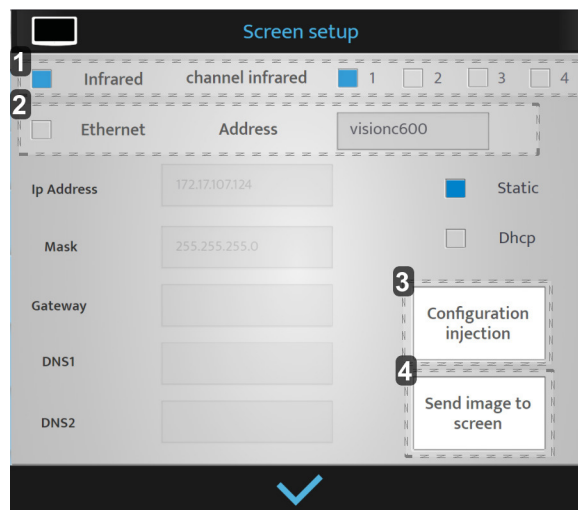 Screen setup
1
Infrared channel infrared 1 2 3 4
2
Ethernet Address visionc600
Ip Address 172.17.107.124 Static
Mask 255.255.255.0 Dhcp
3
Gateway
Configuration
injection
DNS1
4
Send image to
screen
DNS2